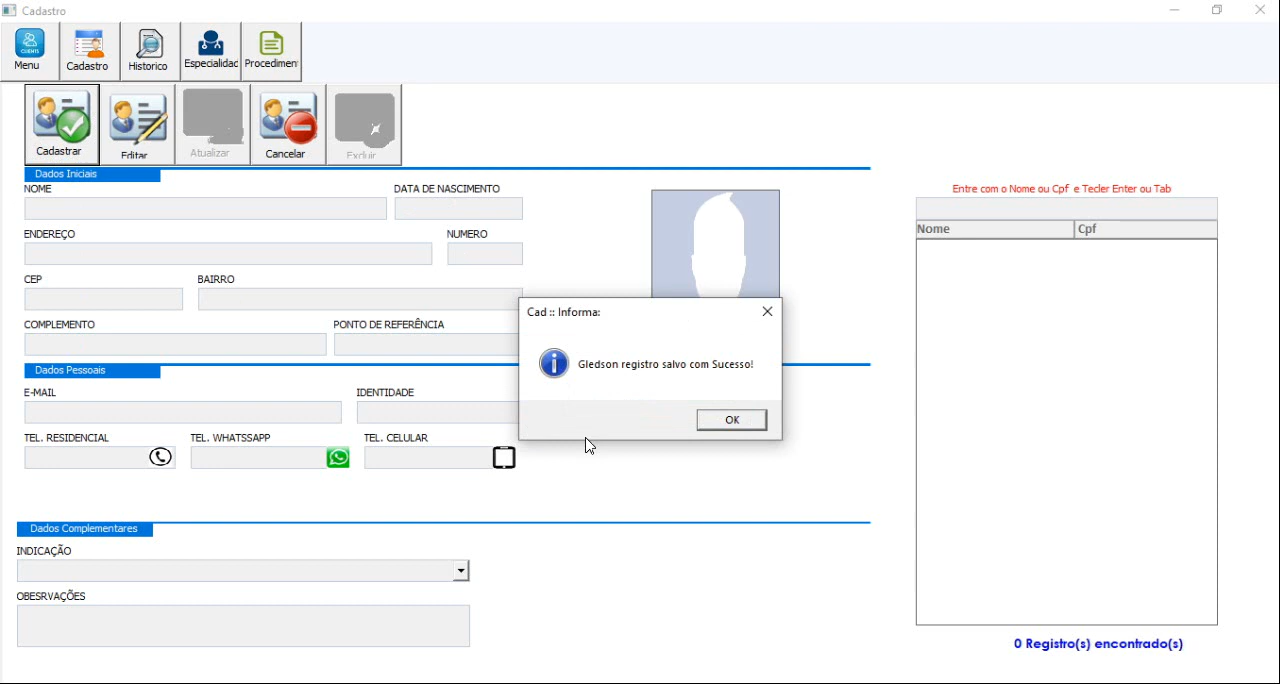 Cadastro
CLIENTS
Menu
Cadastro
Historico
Especialidac
Procedimen
Cadastrar
Editar
Atualizar
Cancelar
Excluir
Dados Iniciais
NOME
DATA DE NASCIMENTO
ENDEREÇO
NUMERO
CEP
BAIRRO
COMPLEMENTO
PONTO DE REFERÊNCIA
Dados Pessoais
E-MAIL
IDENTIDADE
TEL. RESIDENCIAL
TEL. WHATSSAPP
TEL. CELULAR
Dados Complementares
INDICAÇÃO
OBESRVAÇÕES
Entre com o Nome ou Cpf e Tecler Enter ou Tab
Nome
Cpf
0 Registro(s) encontrado(s)
Cad :: Informa:
Gledson registro salvo com Sucesso!
OK